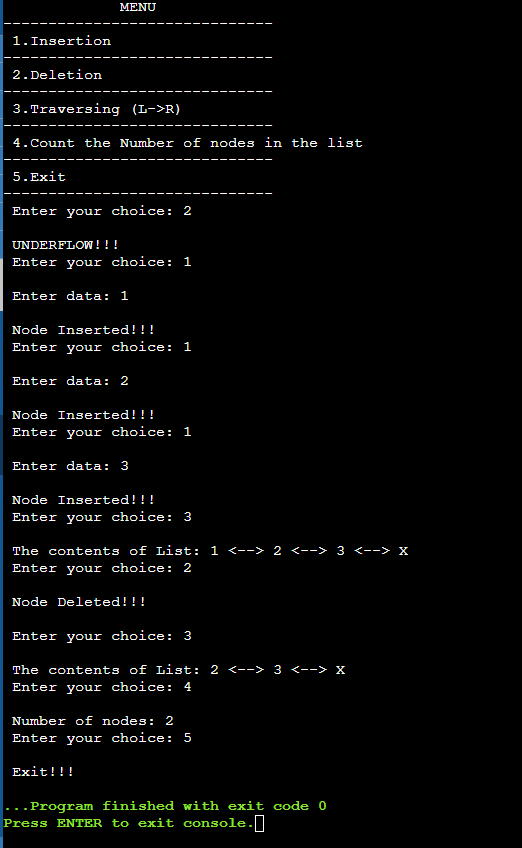 MENU
------------------------------
1.Insertion
------------------------------
2.Deletion
------------------------------
3.Traversing (L->R)
------------------------------
4.Count the Number of nodes in the list
------------------------------
5.Exit
------------------------------
Enter your choice: 2
UNDERFLOW!!!
Enter your choice: 1
Enter data: 1
Node Inserted!!!
Enter your choice: 1
Enter data: 2
Node Inserted!!!
Enter your choice: 1
Enter data: 3
Node Inserted!!!
Enter your choice: 3
The contents of List: 1 <--> 2 <--> 3 <--> X
Enter your choice: 2
Node Deleted!!!
Enter your choice: 3
The contents of List: 2 <--> 3 <--> X
Enter your choice: 4
Number of nodes: 2
Enter your choice: 5
Exit!!!
...Program finished with exit code 0
Press ENTER to exit console.